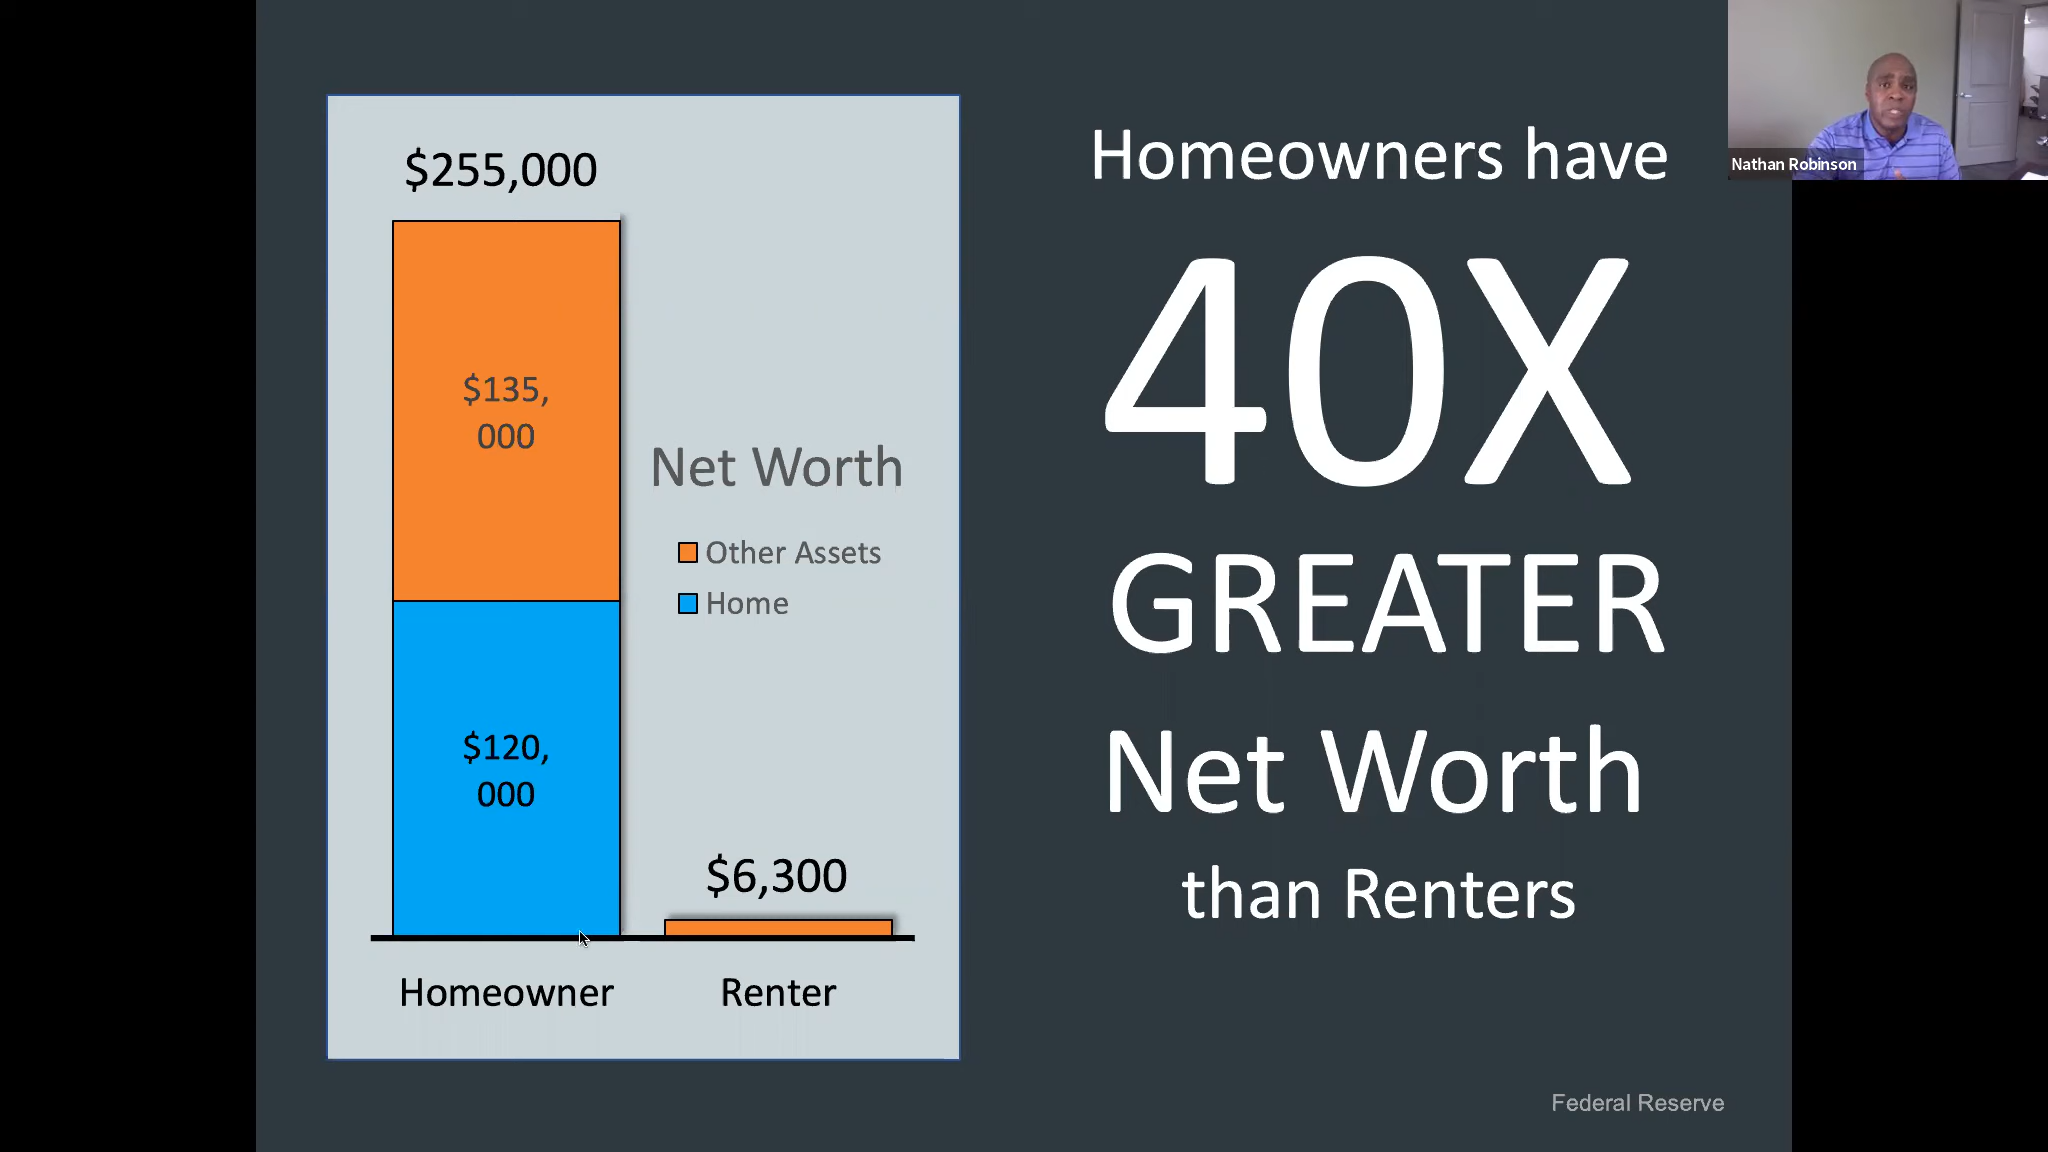 $255,000
$135,
000
$120,
000
Net Worth
Other Assets
Home
$6,300
Homeowner
Renter
Homeowners have
40X
GREATER
Net Worth
than Renters
Federal Reserve
Nathan Robinson